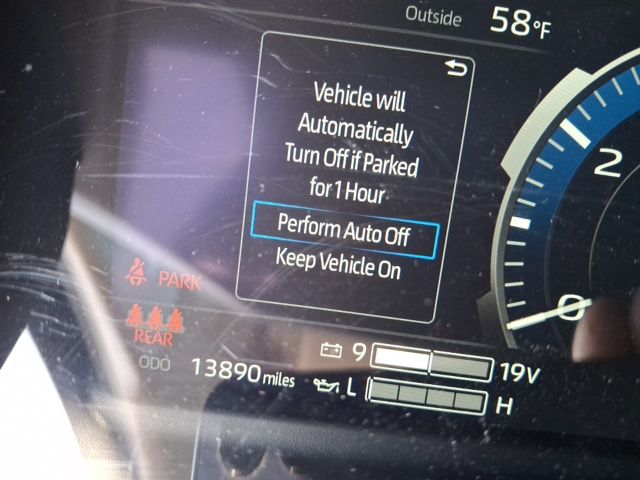 Outside 58°F
Vehicle will
Automatically
Turn Off if Parked
for 1 Hour
Perform Auto Off
Keep Vehicle On
2
0
PARK
REAR
ODO 13890 miles
9 19V
L H